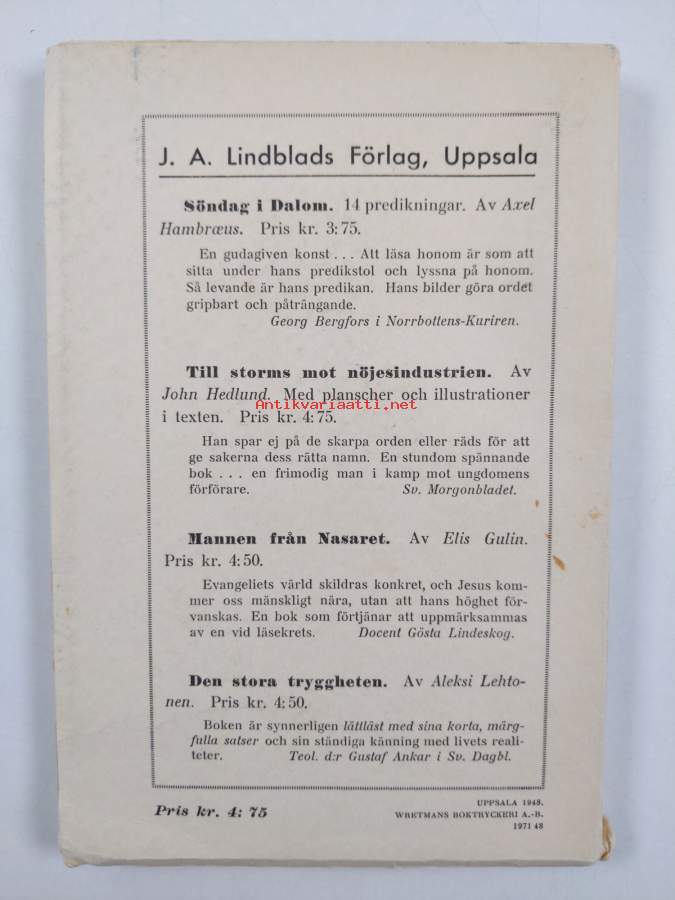 J. A. Lindblads Förlag, Uppsala
Söndag i Dalom. 14 predikningar. Av Axel
Hambræus. Pris kr. 3:75.
En gudagiven konst . . . Att läsa honom är som att
sitta under hans predikstol och lyssna på honom.
Så levande är hans predikan. Hans bilder göra ordet
gripbart och påträngande.
Georg Bergfors i Norrbottens-Kuriren.
Till storms mot nöjesindustrien. Av
John Hedlund. Med planscher och illustrationer
Antikvariaatti.net
i texten. Pris kr. 4:75.
Han spar ej på de skarpa orden eller räds för att
ge sakerna dess rätta namn. En stundom spännande
bok . . . en frimodig man i kamp mot ungdomens
förförare. Sv. Morgonbladet.
Mannen från Nasaret. Av Elis Gulin.
Pris kr. 4:50.
Evangeliets värld skildras konkret, och Jesus kom-
mer oss mänskligt nära, utan att hans höghet för-
vanskas. En bok som förtjänar att uppmärksammas
av en vid läsekrets. Docent Gösta Lindeskog.
Den stora tryggheten. Av Aleksi Lehto-
nen. Pris kr. 4:50.
Boken är synnerligen lättläst med sina korta, märg-
fulla satser och sin ständiga känning med livets reali-
teter. Teol. d:r Gustaf Ankar i Sv. Dagbl.
Pris kr. 4: 75
UPPSALA 1948.
WRETMANS BOKTRYCKERI A.-B.
1971 48